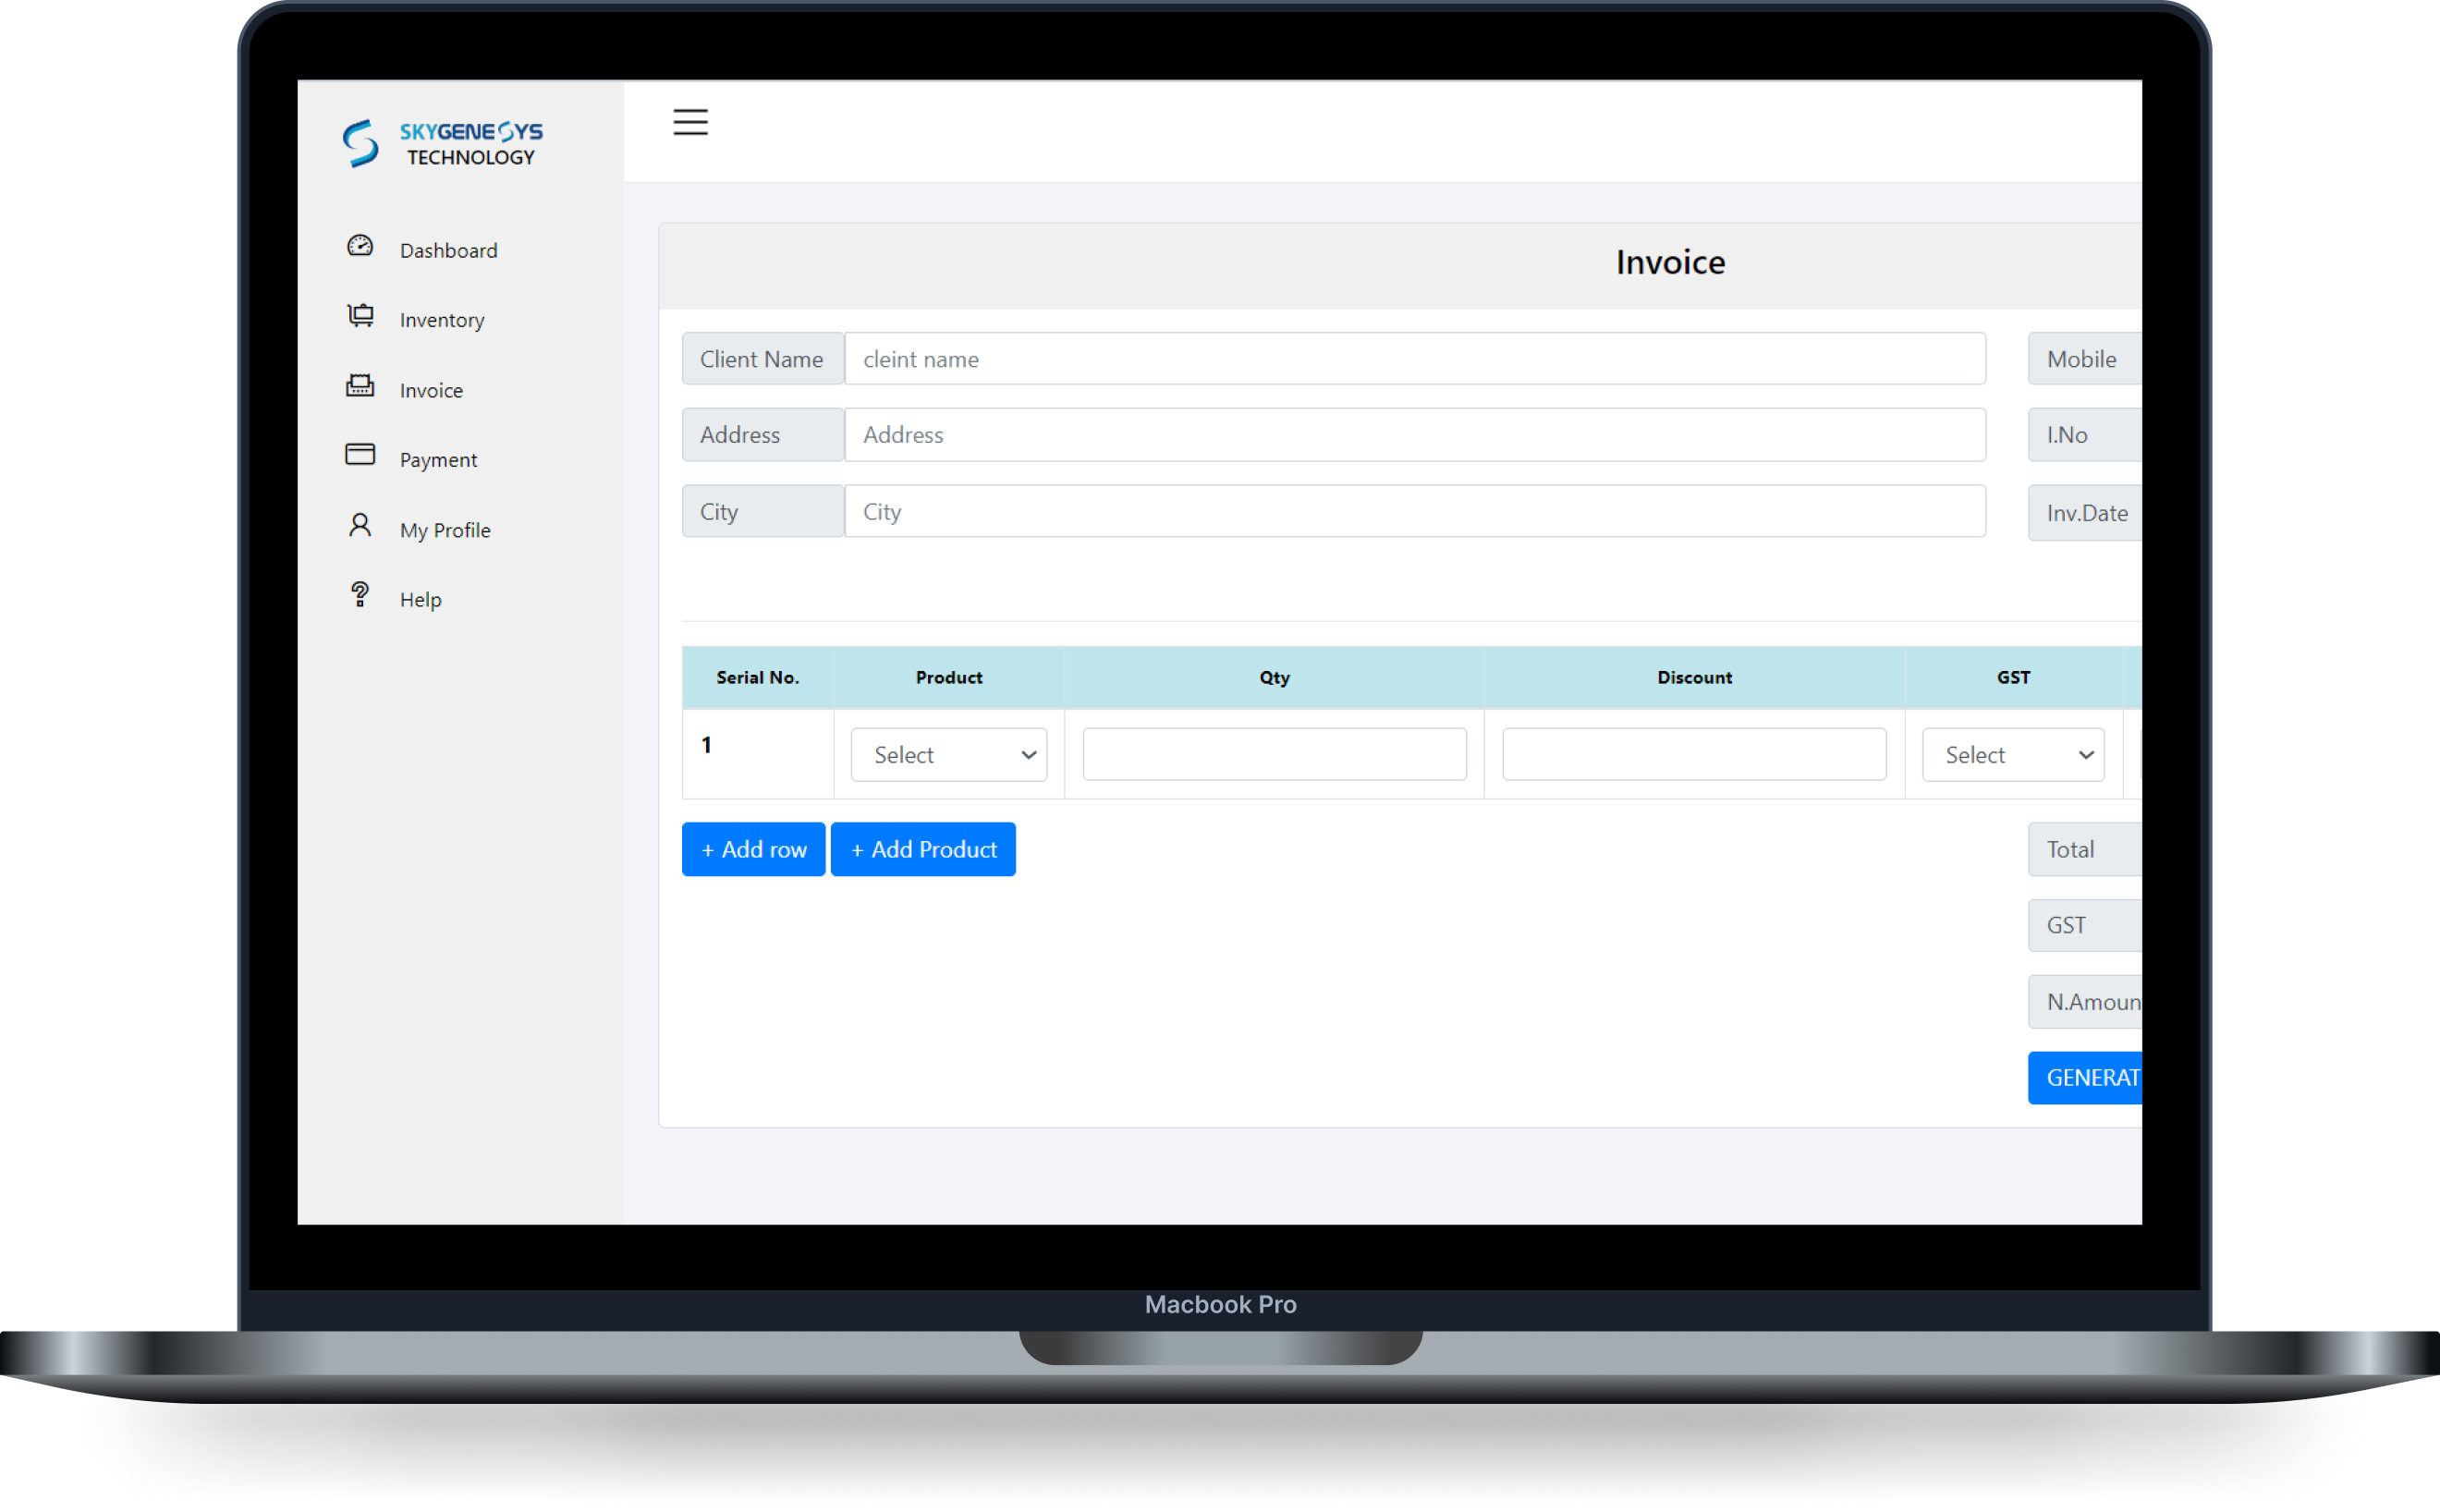 SKYGENESYS
TECHNOLOGY
Dashboard
Inventory
Invoice
Payment
My Profile
Help
Invoice
Client Name cleint name Mobile
Address Address I.No
City City Inv.Date
Serial No. Product Qty Discount GST
1 Select Select
+ Add row + Add Product Total
GST
N.Amoun
GENERAT
Macbook Pro